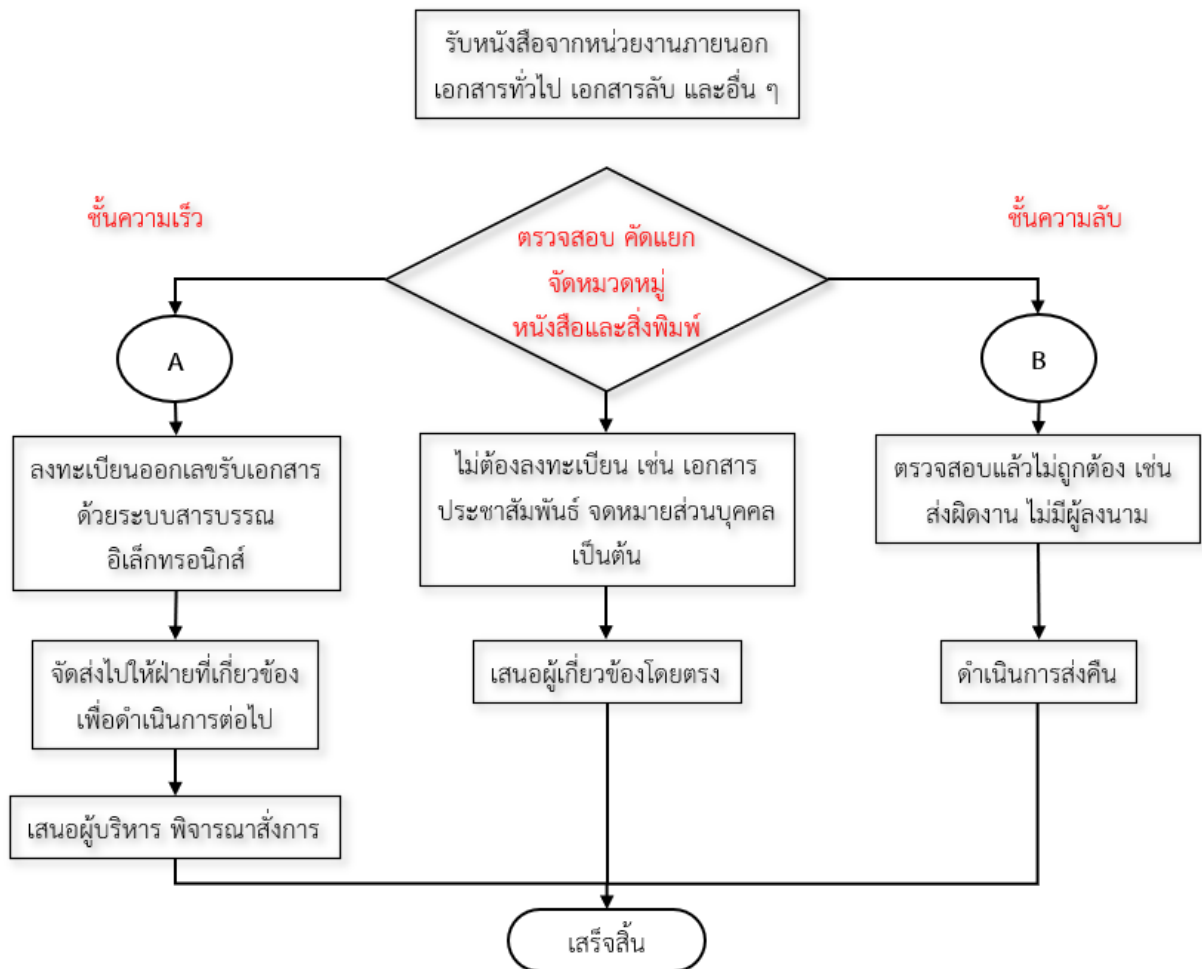 รับหนังสือจากหน่วยงานภายนอก
เอกสารทั่วไป เอกสารลับ และอื่น ๆ
ชั้นความเร็ว
ตรวจสอบ คัดแยก
จัดหมวดหมู่
หนังสือและสิ่งพิมพ์
ชั้นความลับ
A
B
ลงทะเบียนออกเลขรับเอกสาร
ด้วยระบบสารบรรณ
อิเล็กทรอนิกส์
ไม่ต้องลงทะเบียน เช่น เอกสาร
ประชาสัมพันธ์ จดหมายส่วนบุคคล
เป็นต้น
ตรวจสอบแล้วไม่ถูกต้อง เช่น
ส่งผิดงาน ไม่มีผู้ลงนาม
จัดส่งไปให้ฝ่ายที่เกี่ยวข้อง
เพื่อดำเนินการต่อไป
เสนอผู้เกี่ยวข้องโดยตรง
ดำเนินการส่งคืน
เสนอผู้บริหาร พิจารณาสั่งการ
เสร็จสิ้น